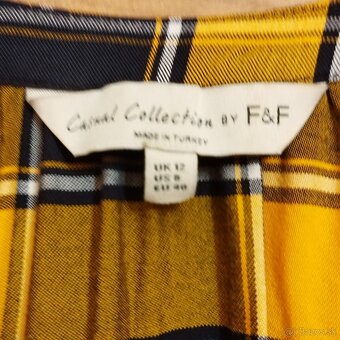 Casual Collection BY F&F
MADE IN TURKEY
UK 12
US 8
EU 40